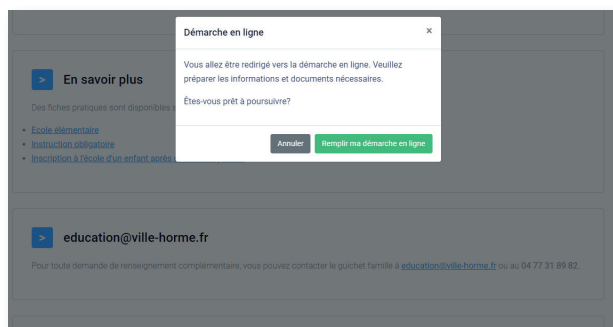 Démarche en ligne
×
Vous allez être redirigé vers la démarche en ligne. Veuillez
préparer les informations et documents nécessaires.
Êtes-vous prêt à poursuivre?
Annuler
Remplir ma démarche en ligne
> En savoir plus
Des fiches pratiques sont disponibles
Ecole élémentaire
Instruction obligatoire
Inscription à l'école d'un enfant après
> education@ville-horme.fr
Pour toute demande de renseignement complémentaire, vous pouvez contacter le guichet famille à education@ville-horme.fr ou au 04 77 31 89 82.